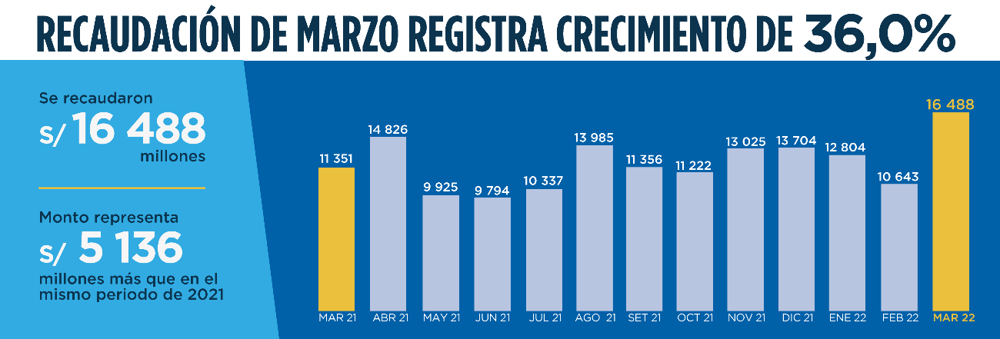 RECAUDACIÓN DE MARZO REGISTRA CRECIMIENTO DE 36,0%
Se recaudaron
S/ 16 488
millones
Monto representa
S/ 5 136
millones más que en el
mismo periodo de 2021
11 351
14 826
9 925
9 794
10 337
13 985
11 356
11 222
13 025
13 704
12 804
10 643
16 488
MAR 21
ABR 21
MAY 21
JUN 21
JUL 21
AGO 21
SET 21
OCT 21
NOV 21
DIC 21
ENE 22
FEB 22
MAR 22